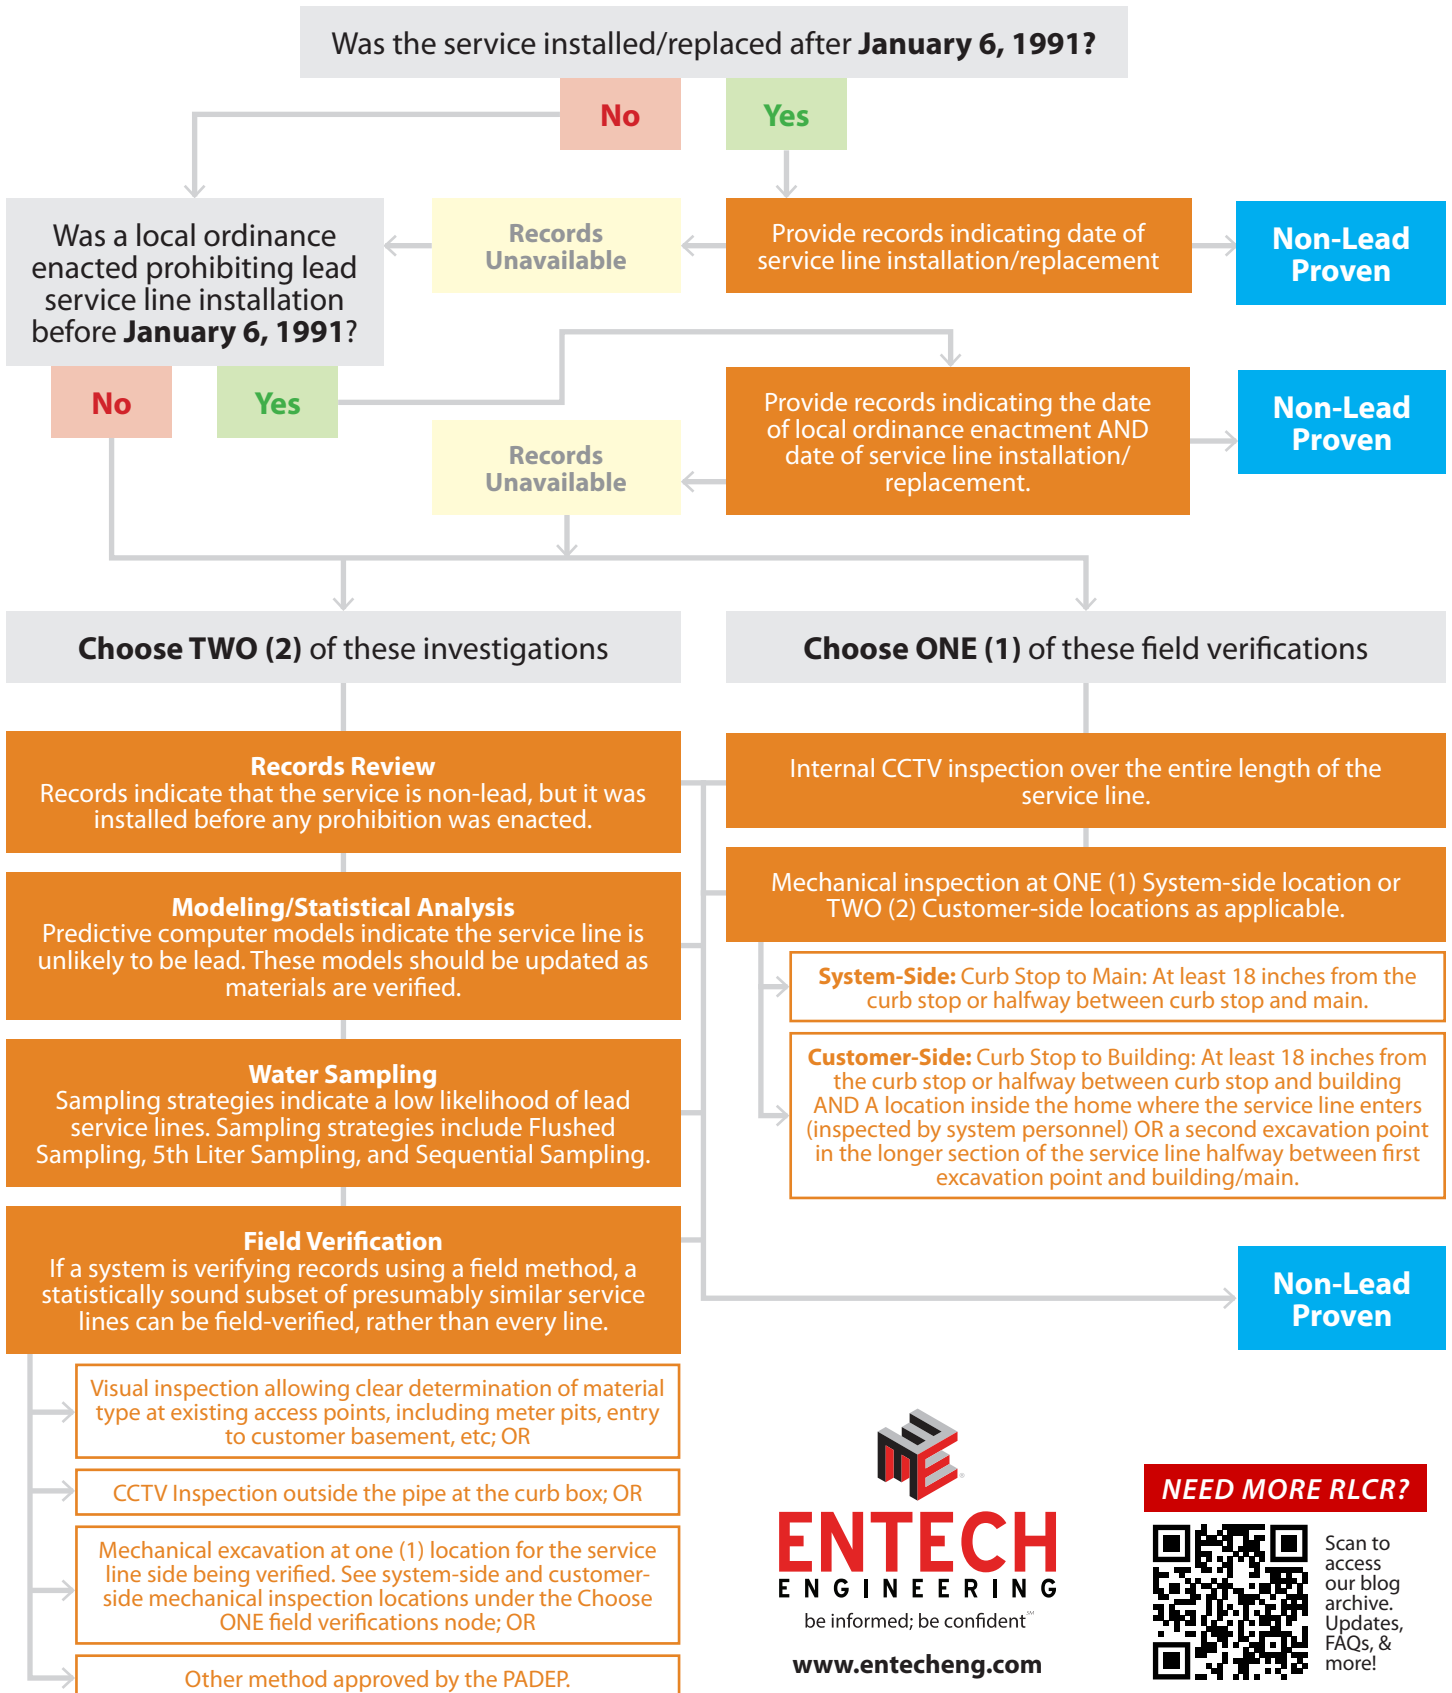 Was the service installed/replaced after January 6, 1991?
No
Yes
Was a local ordinance
enacted prohibiting lead
service line installation
before January 6, 1991?
Records
Unavailable
Provide records indicating date of
service line installation/replacement
Non-Lead
Proven
No
Yes
Records
Unavailable
Provide records indicating the date
of local ordinance enactment AND
date of service line installation/
replacement.
Non-Lead
Proven
Choose TWO (2) of these investigations
Records Review
Records indicate that the service is non-lead, but it was
installed before any prohibition was enacted.
Modeling/Statistical Analysis
Predictive computer models indicate the service line is
unlikely to be lead. These models should be updated as
materials are verified.
Water Sampling
Sampling strategies indicate a low likelihood of lead
service lines. Sampling strategies include Flushed
Sampling, 5th Liter Sampling, and Sequential Sampling.
Field Verification
If a system is verifying records using a field method, a
statistically sound subset of presumably similar service
lines can be field-verified, rather than every line.
Visual inspection allowing clear determination of material
type at existing access points, including meter pits, entry
to customer basement, etc; OR
CCTV Inspection outside the pipe at the curb box; OR
Mechanical excavation at one (1) location for the service
line side being verified. See system-side and customer-
side mechanical inspection locations under the Choose
ONE field verifications node; OR
Other method approved by the PADEP.
Choose ONE (1) of these field verifications
Internal CCTV inspection over the entire length of the
service line.
Mechanical inspection at ONE (1) System-side location or
TWO (2) Customer-side locations as applicable.
System-Side: Curb Stop to Main: At least 18 inches from the
curb stop or halfway between curb stop and main.
Customer-Side: Curb Stop to Building: At least 18 inches from
the curb stop or halfway between curb stop and building
AND A location inside the home where the service line enters
(inspected by system personnel) OR a second excavation point
in the longer section of the service line halfway between first
excavation point and building/main.
Non-Lead
Proven
ENTECH
ENGINEERING
be informed; be confident℠
www.entecheng.com
NEED MORE RLCR?
Scan to
access
our blog
archive.
Updates,
FAQs, &
more!